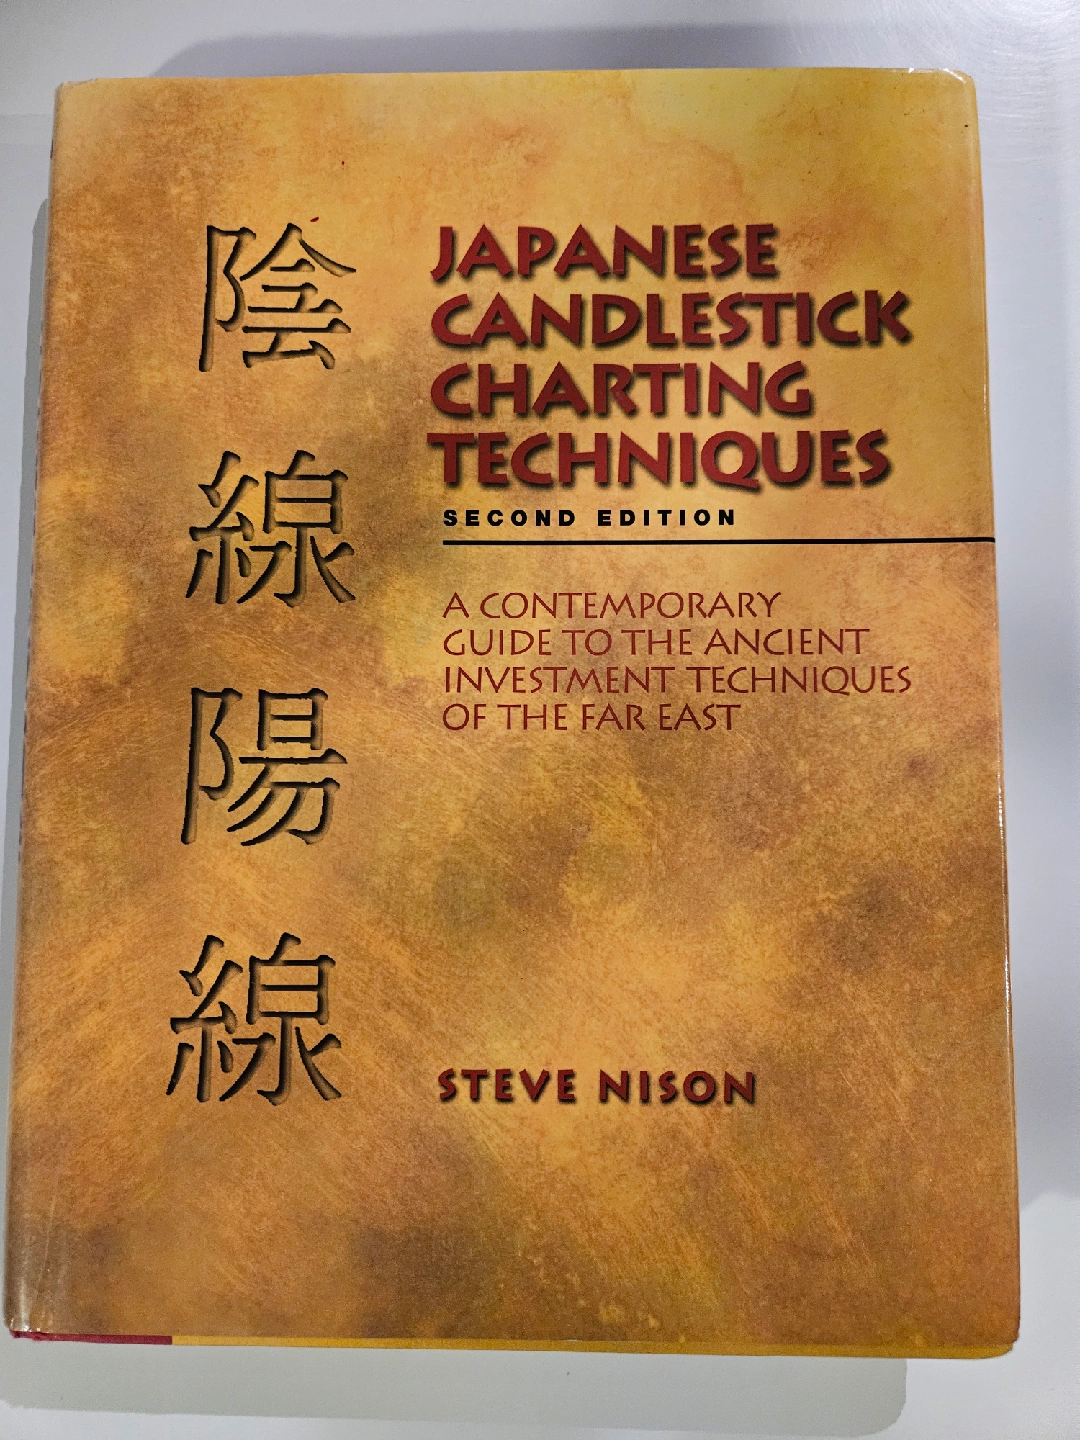 陰線陽線
JAPANESE
CANDLESTICK
CHARTING
TECHNIQUES
SECOND EDITION
A CONTEMPORARY
GUIDE TO THE ANCIENT
INVESTMENT TECHNIQUES
OF THE FAR EAST
STEVE NISON